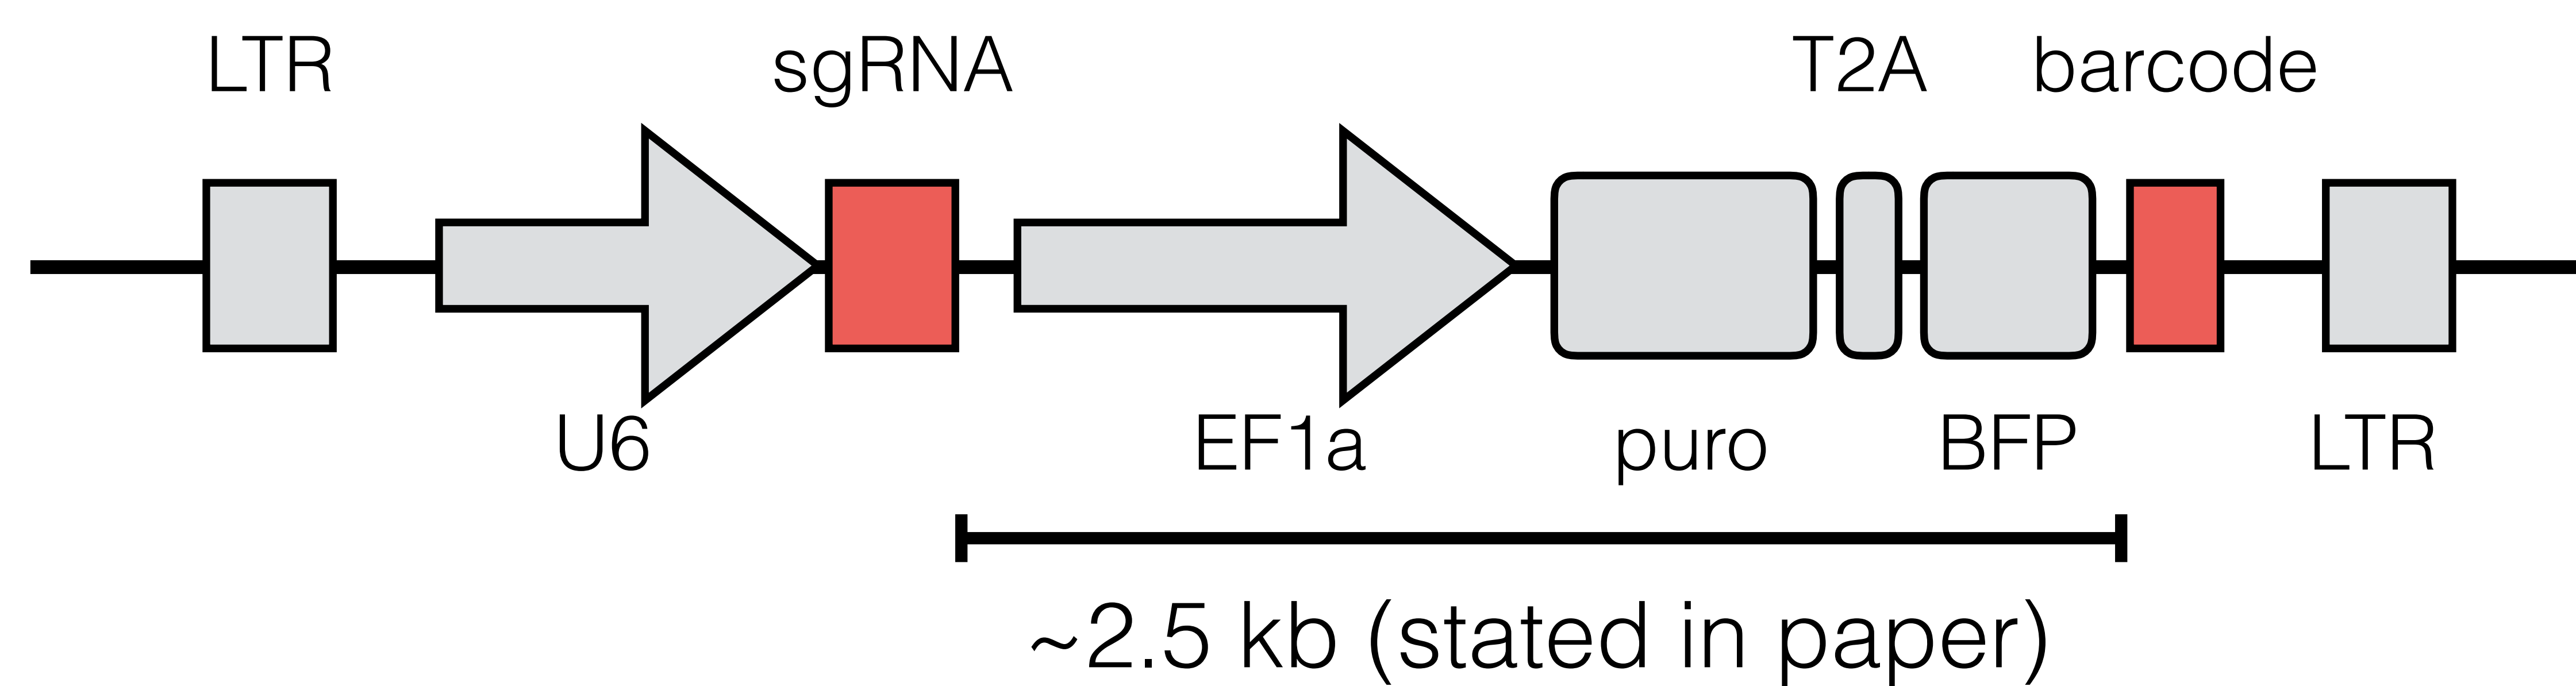 LTR sgRNA T2A barcode
U6 EF1a puro BFP LTR
~2.5 kb (stated in paper)